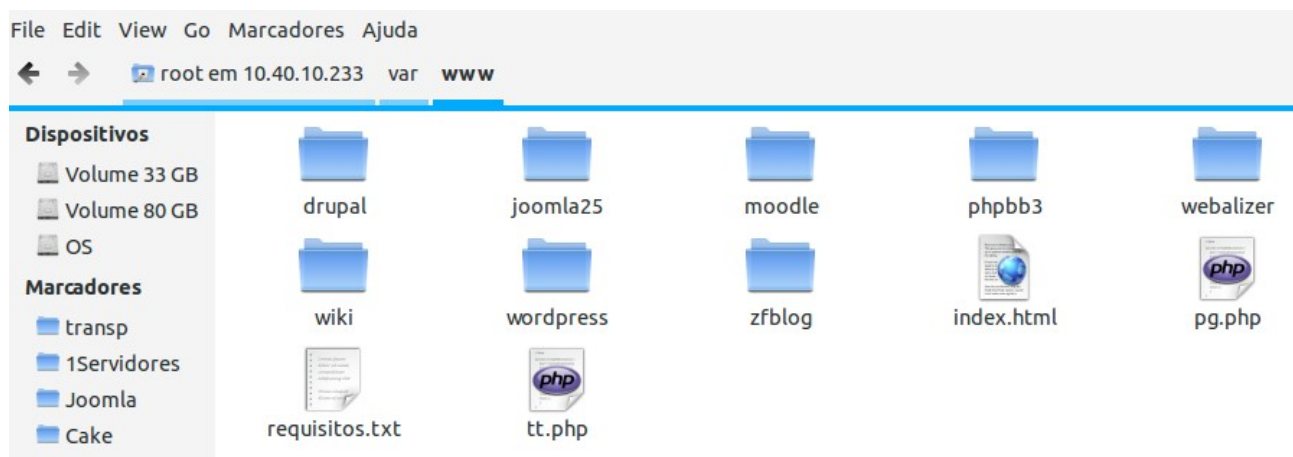 File Edit View Go Marcadores Ajuda
root em 10.40.10.233 var www
Dispositivos
Volume 33 GB
Volume 80 GB
OS
Marcadores
transp
1Servidores
Joomla
Cake
drupal joomla25 moodle phpbb3 webalizer
wiki wordpress zfblog index.html pg.php
requisitos.txt tt.php